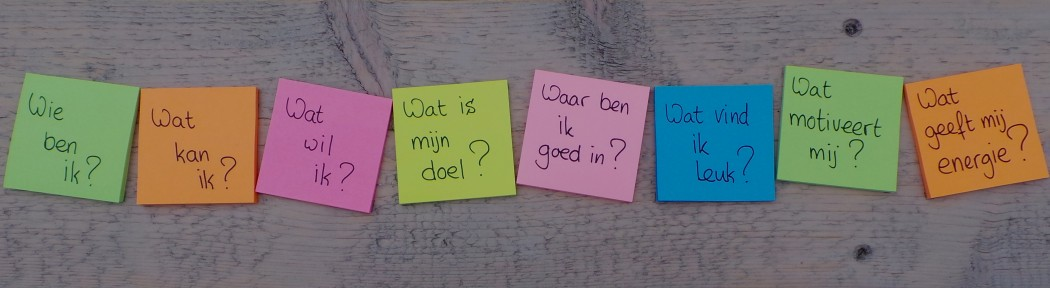 Wie
ben
ik?
Wat
kan
ik?
Wat
wil
ik?
Wat is
mijn
doel?
Waar ben
ik
goed in?
Wat vind
ik
leuk?
Wat
motiveert
mij?
Wat
geeft mij
energie?